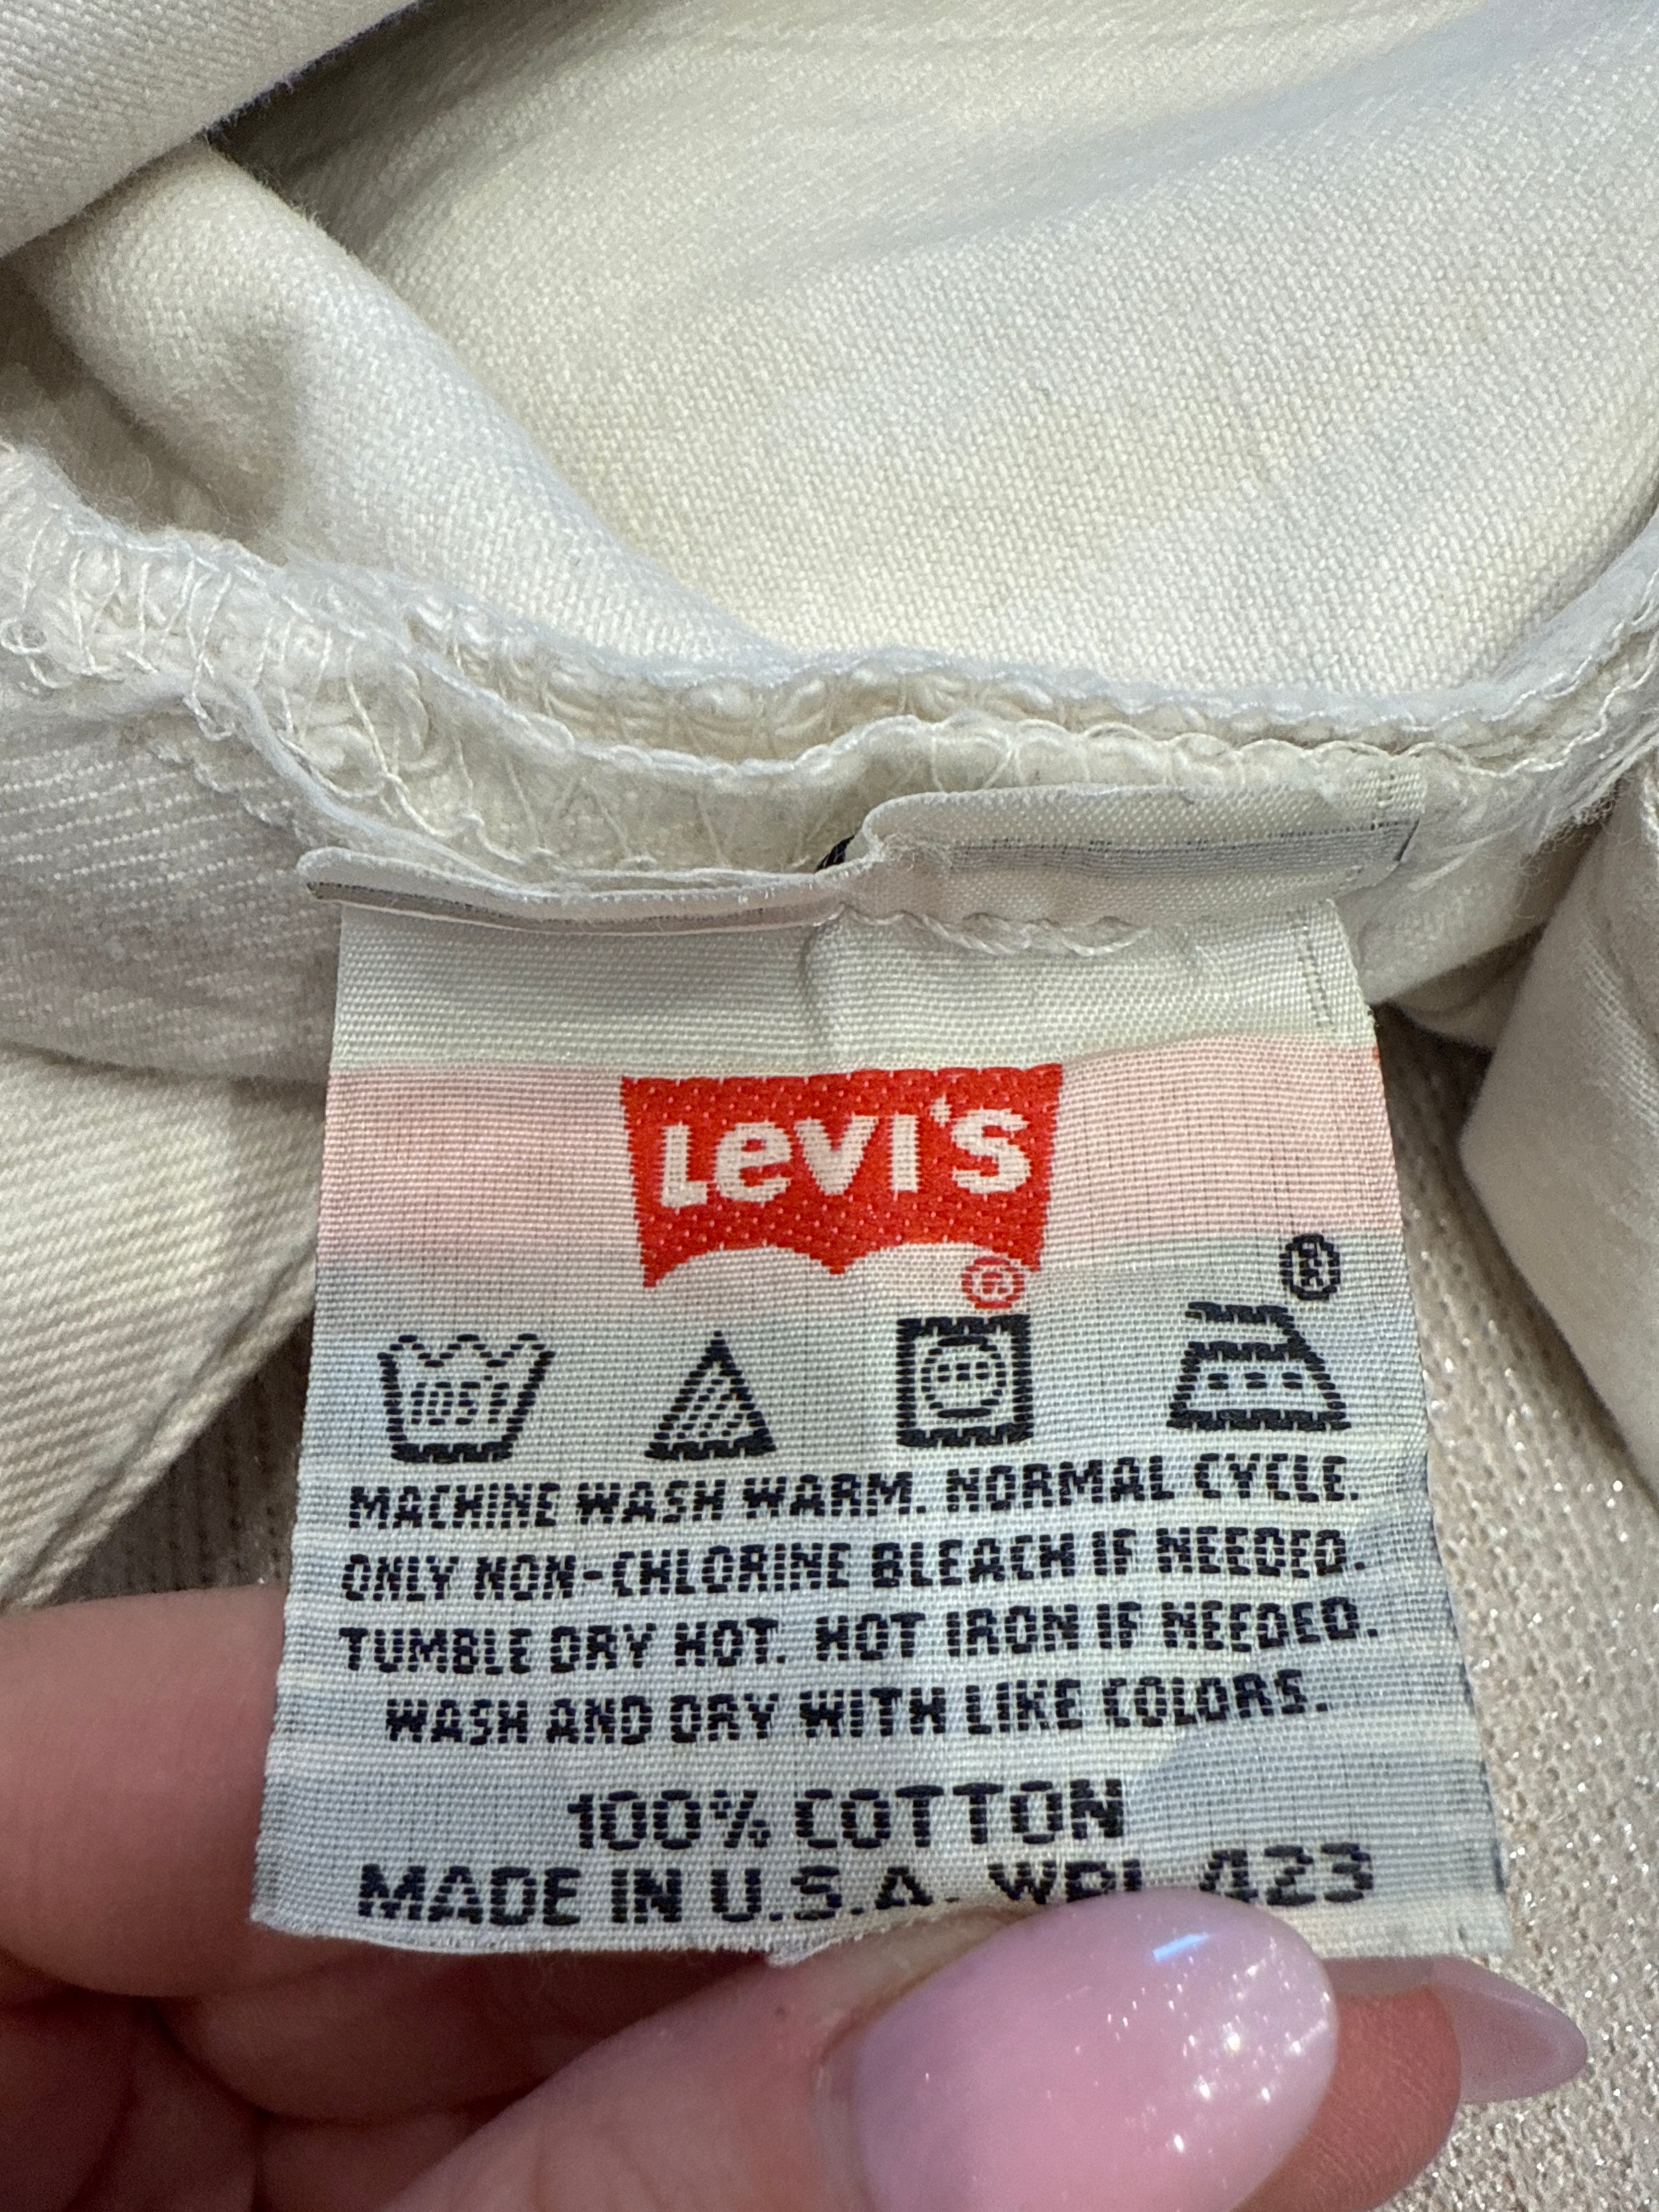 Levi's
®
®
105F
MACHINE WASH WARM. NORMAL CYCLE.
ONLY NON-CHLORINE BLEACH IF NEEDED.
TUMBLE DRY HOT. HOT IRON IF NEEDED.
WASH AND DRY WITH LIKE COLORS.
100% COTTON
MADE IN U.S.A. WPL 423